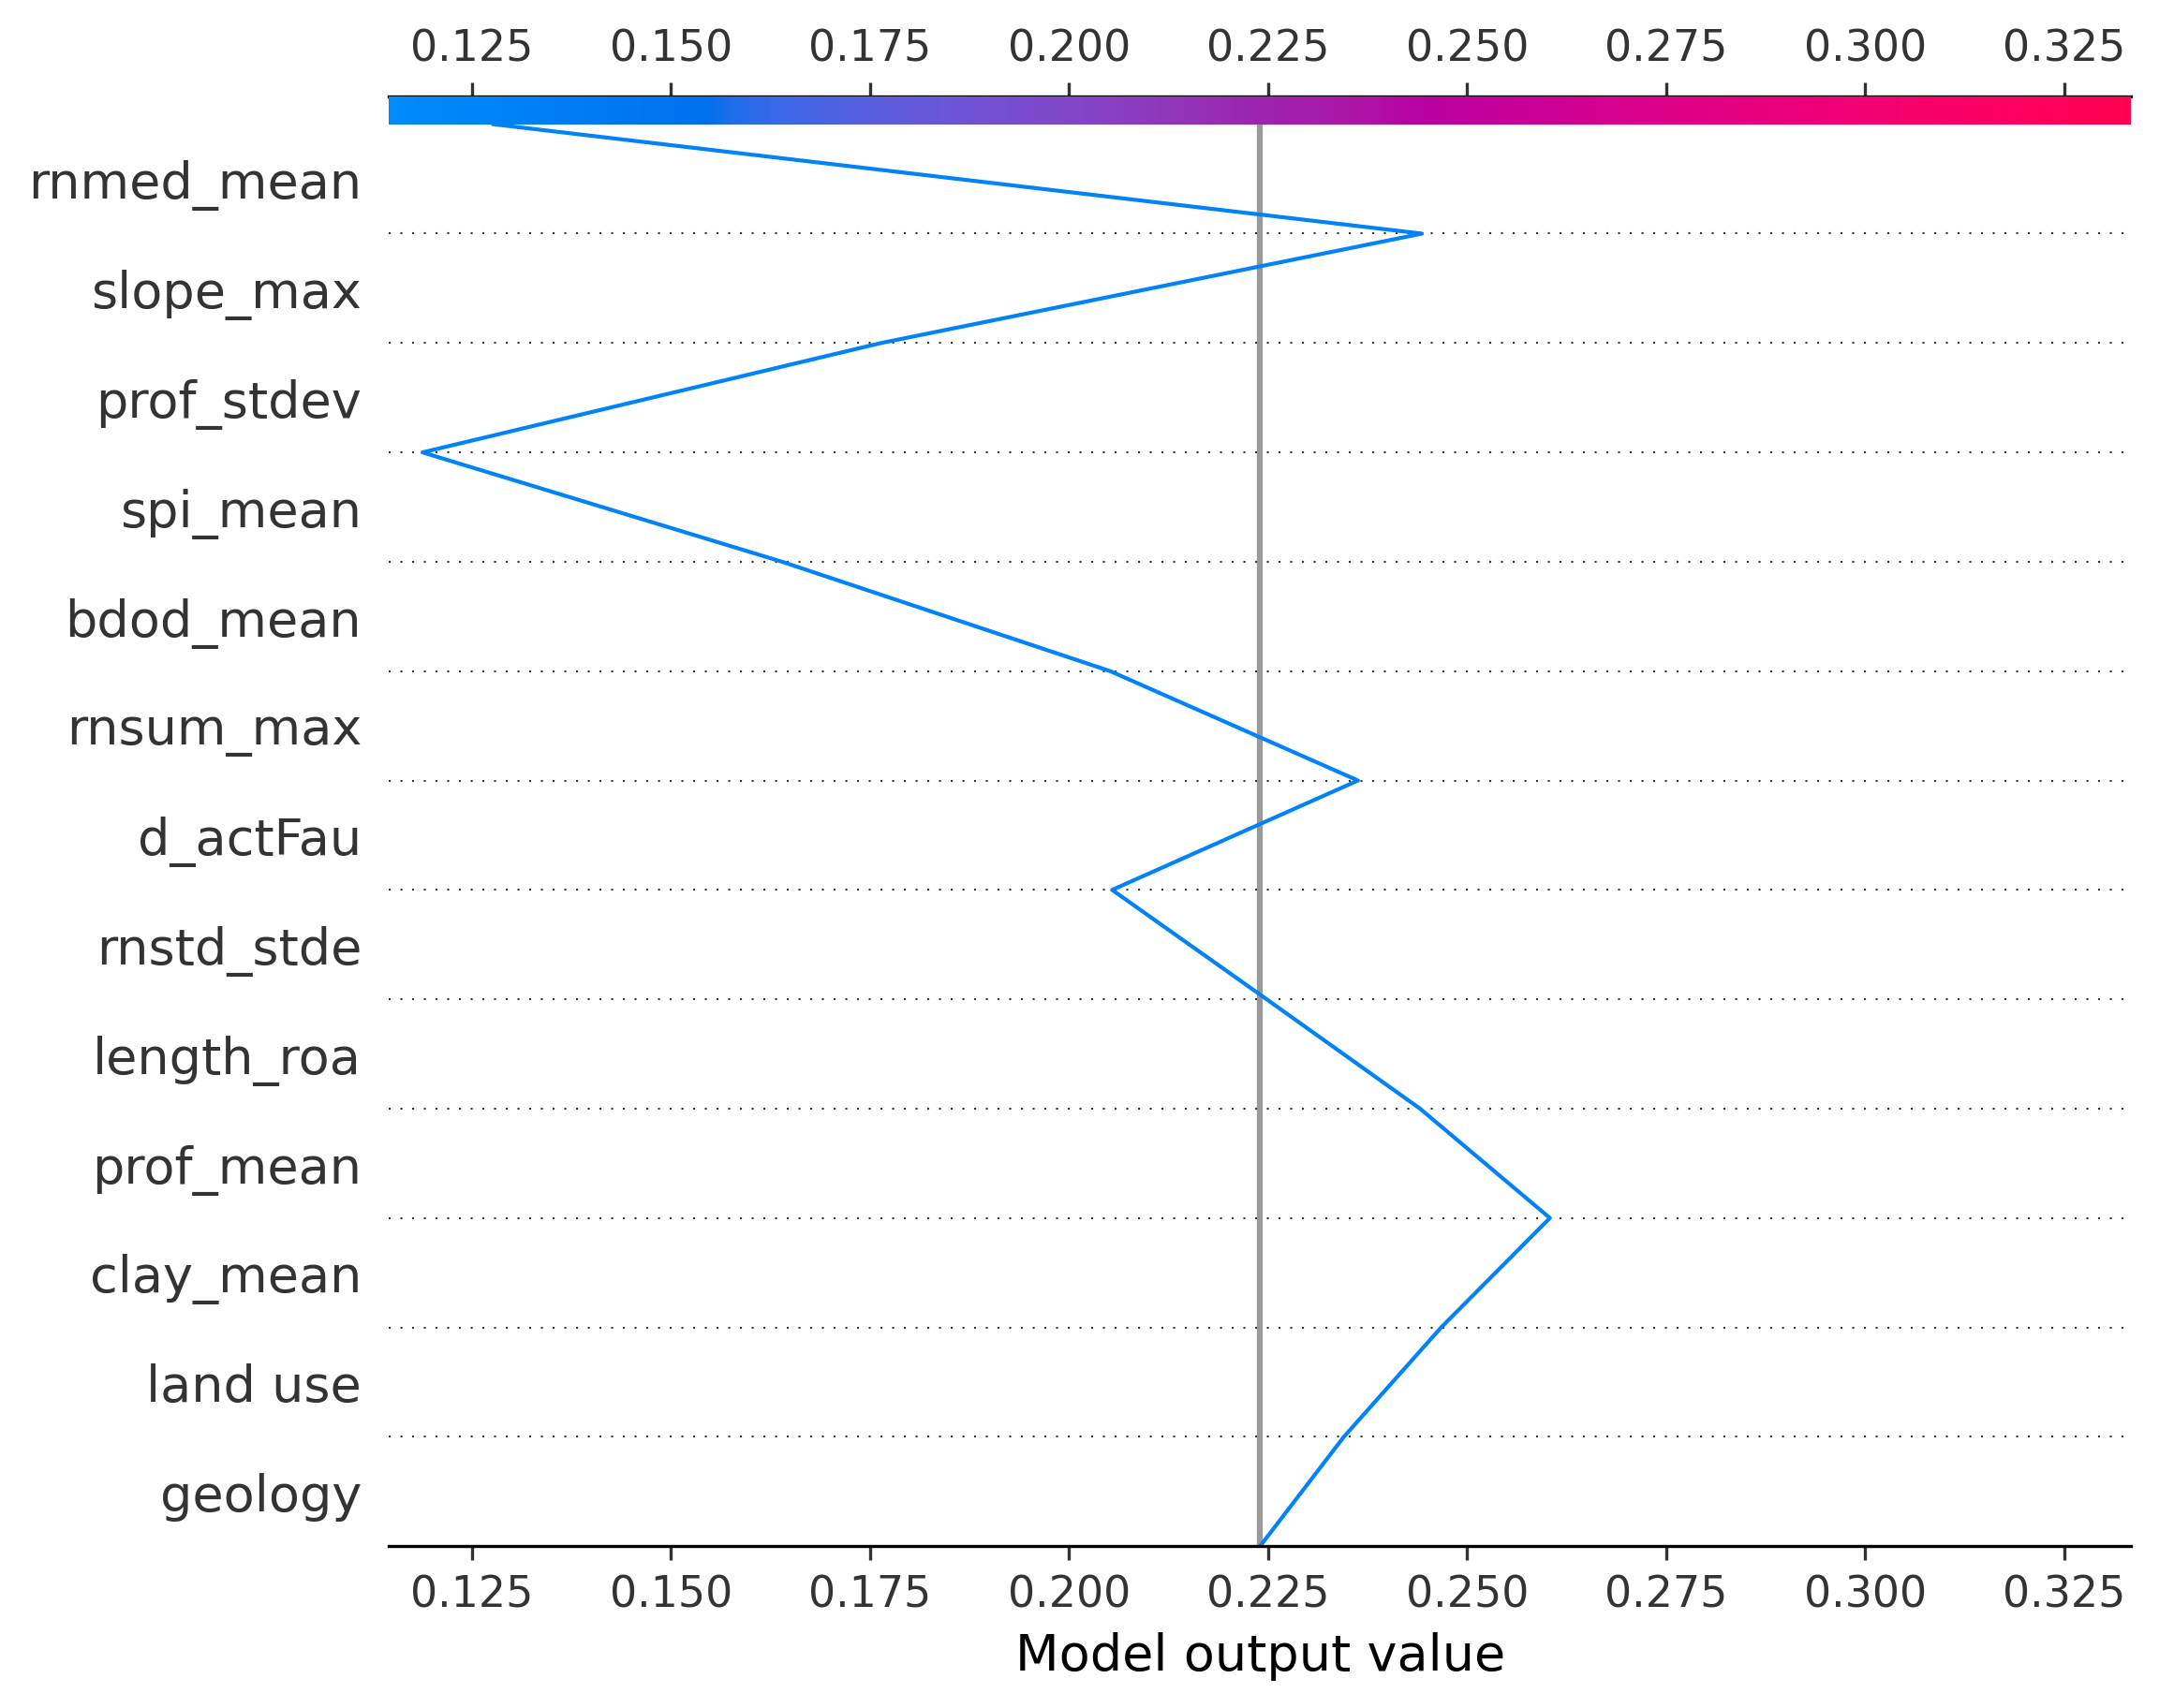 0.125 0.150 0.175 0.200 0.225 0.250 0.275 0.300 0.325
rnmed_mean
slope_max
prof_stdev
spi_mean
bdod_mean
rnsum_max
d_actFau
rnstd_stde
length_roa
prof_mean
clay_mean
land use
geology
0.125 0.150 0.175 0.200 0.225 0.250 0.275 0.300 0.325
Model output value